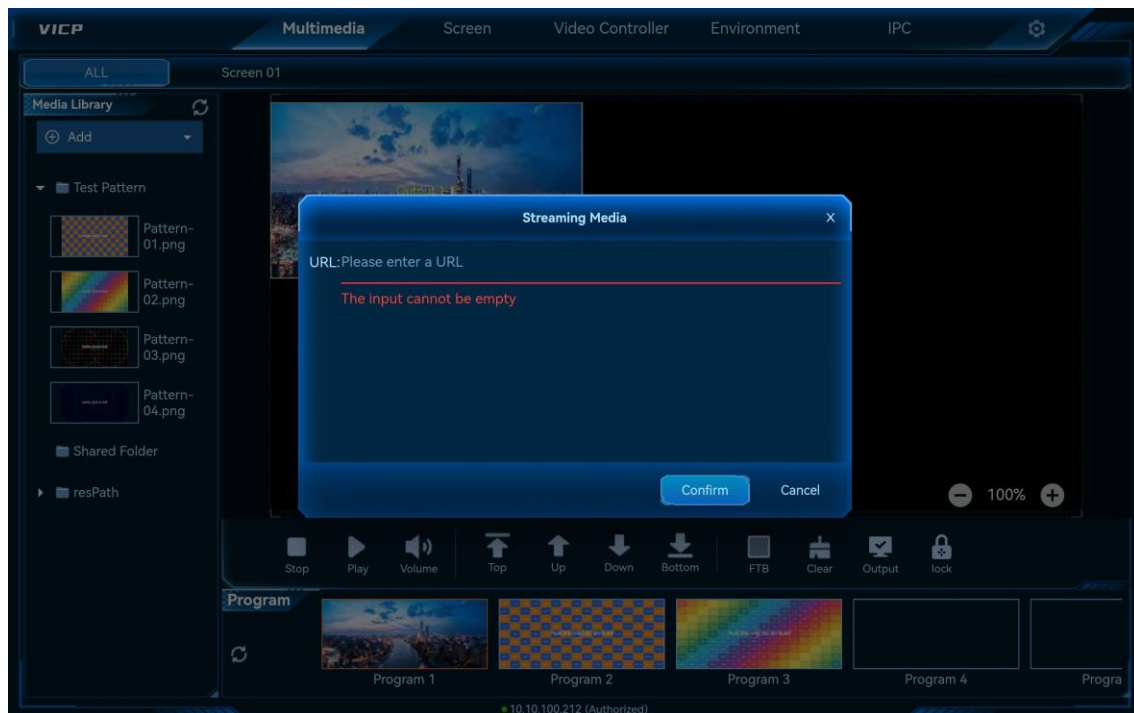 VICP
Multimedia
Screen
Video Controller
Environment
IPC
ALL
Screen 01
Media Library
Add
Test Pattern
Pattern-
01.png
Pattern-
02.png
Pattern-
03.png
Pattern-
04.png
Shared Folder
resPath
Output 1-1
Streaming Media
X
URL:Please enter a URL
The input cannot be empty
Confirm
Cancel
100%
Stop
Play
Volume
Top
Up
Down
Bottom
FTB
Clear
Output
lock
Program
Program 1
Program 2
Program 3
Program 4
Progra
10.10.100.212 (Authorized)